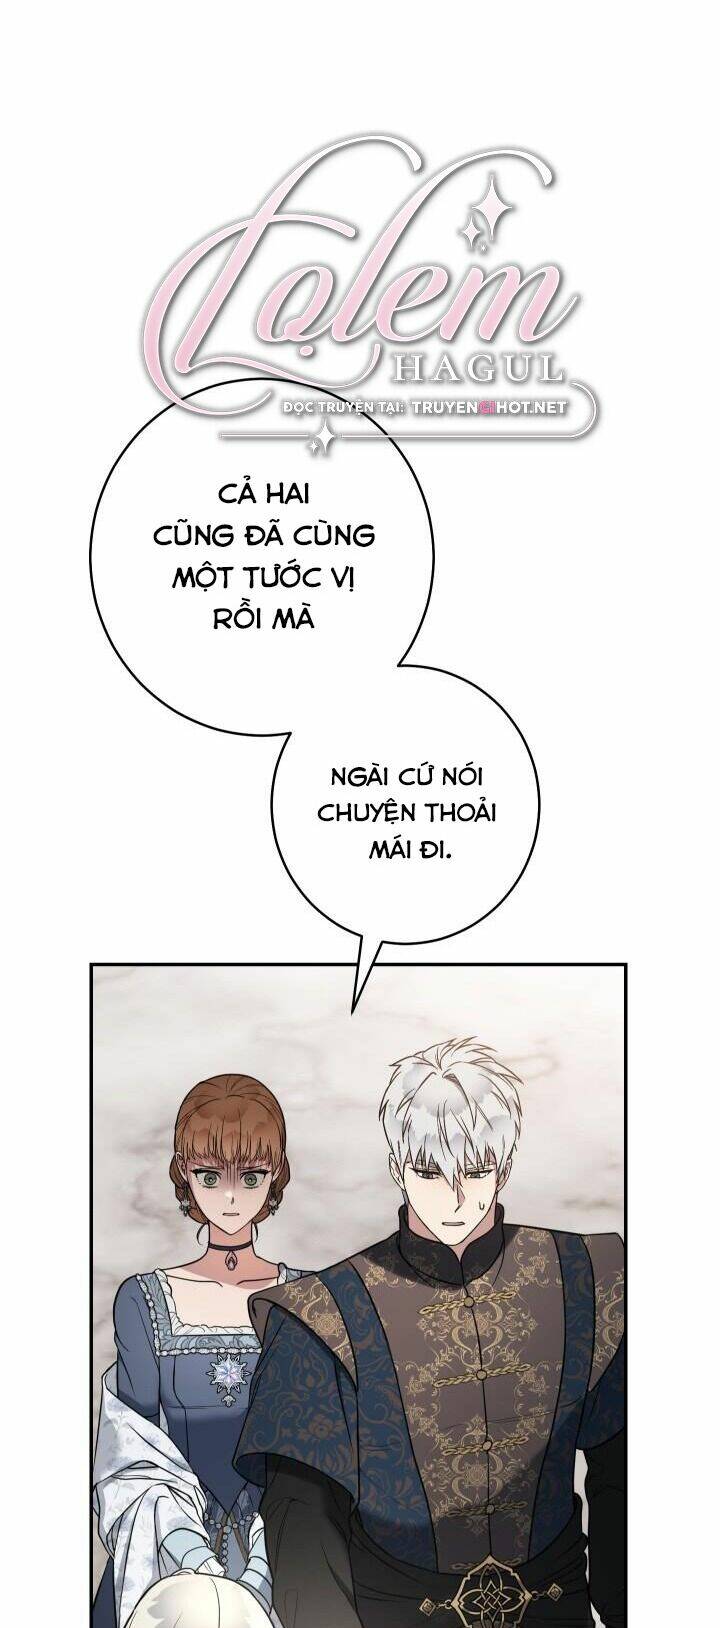 Lọlem
HAGUL
ĐỌC TRUYỆN TẠI: TRUYENGIHOT.NET
CẢ HAI
CŨNG ĐÃ CÙNG
MỘT TƯỚC VỊ
RỒI MÀ
NGÀI CỨ NÓI
CHUYỆN THOẢI
MÁI ĐI.